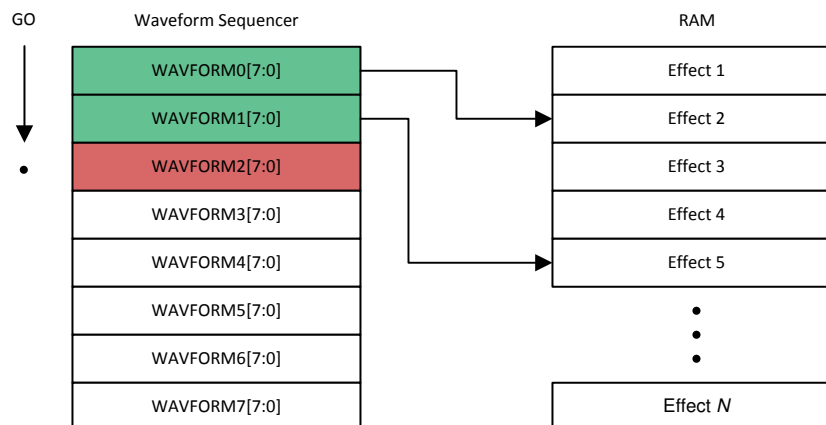 GO
Waveform Sequencer
RAM
WAVFORM0[7:0]
Effect 1
WAVFORM1[7:0]
Effect 2
WAVFORM2[7:0]
Effect 3
WAVFORM3[7:0]
Effect 4
WAVFORM4[7:0]
Effect 5
WAVFORM5[7:0]
WAVFORM6[7:0]
WAVFORM7[7:0]
Effect N